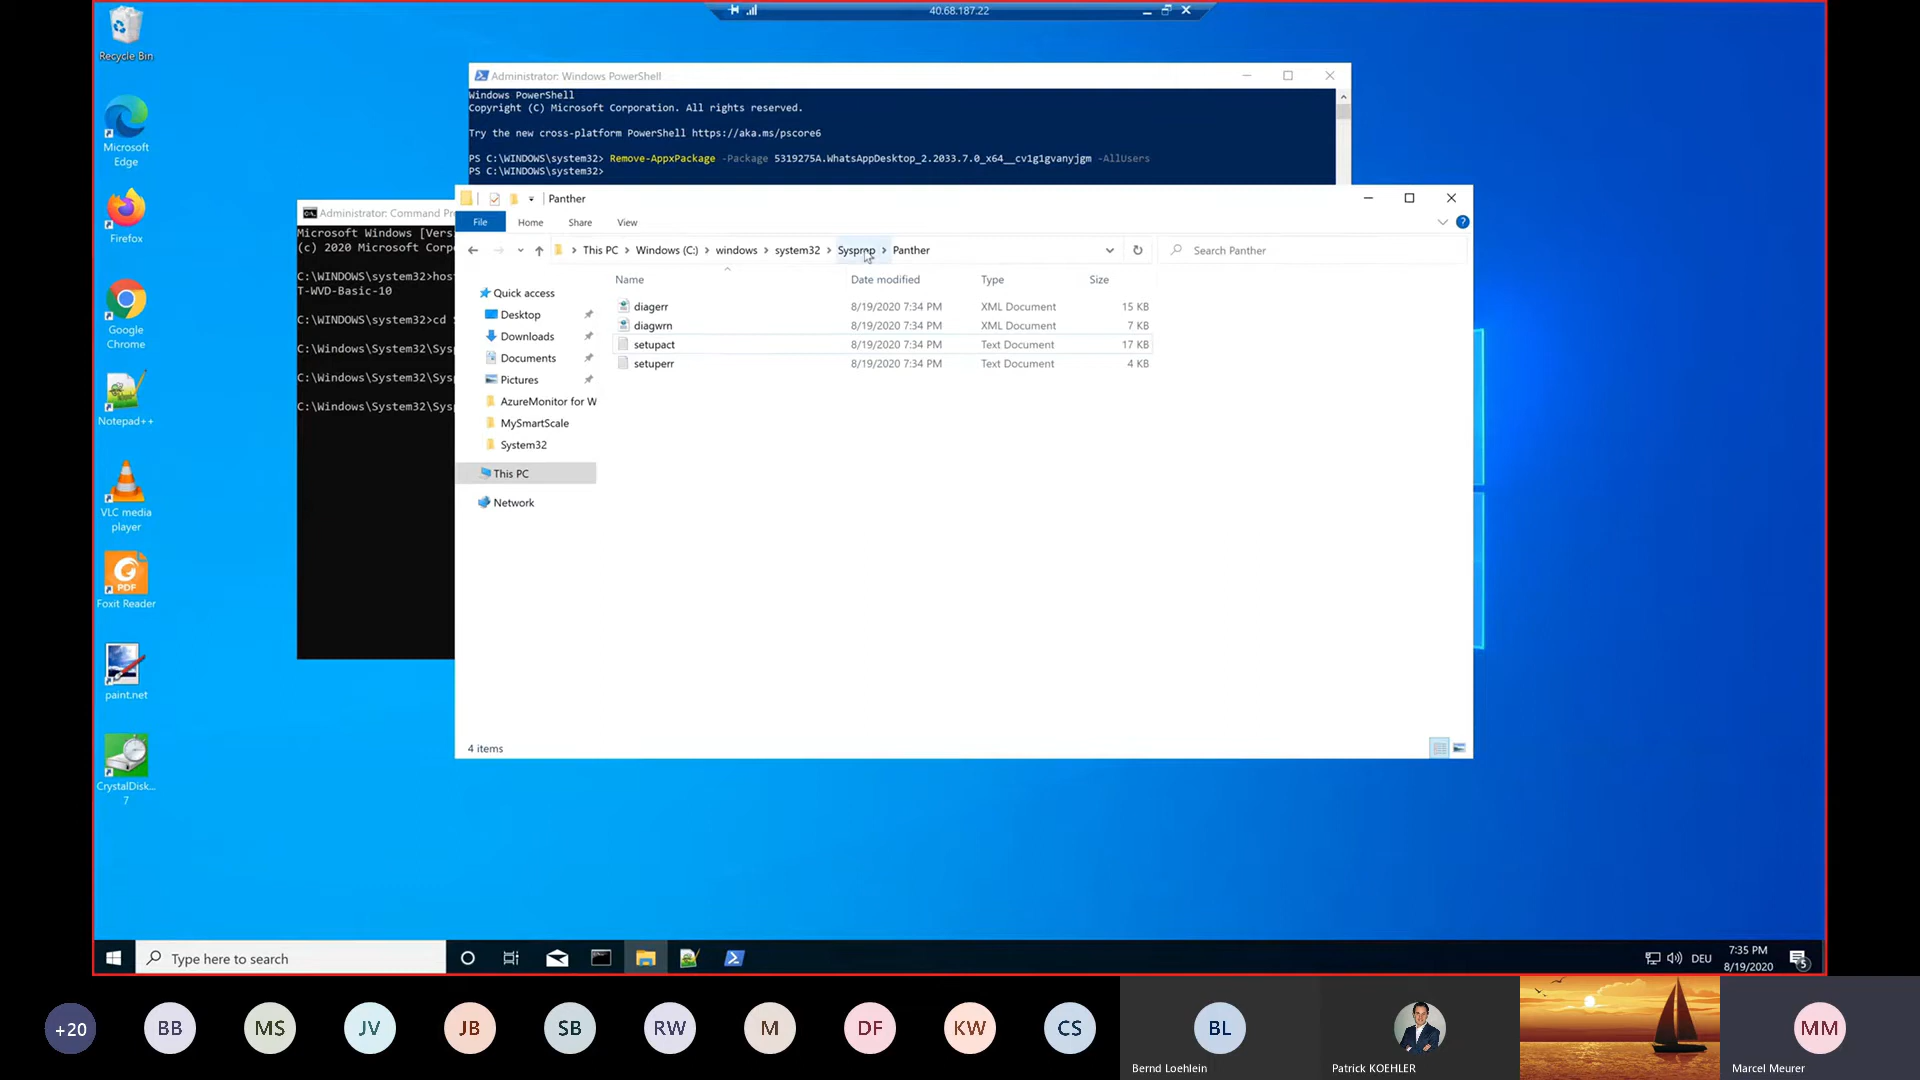 40.68.187.22
Recycle Bin
Microsoft
Edge
Firefox
Google
Chrome
Notepad++
VLC media
player
Foxit Reader
PDF
paint.net
CrystalDisk...
7
Administrator: Windows PowerShell
Windows PowerShell
Copyright (C) Microsoft Corporation. All rights reserved.
Try the new cross-platform PowerShell https://aka.ms/pscore6
PS C:\WINDOWS\system32> Remove-AppxPackage -Package 5319275A.WhatsAppDesktop_2.2033.7.0_x64__cv1g1gvanyjgm -AllUsers
PS C:\WINDOWS\system32>
Administrator: Command Pr
Microsoft Windows [Vers
(c) 2020 Microsoft Corp
C:\WINDOWS\system32>hos
T-WVD-Basic-10
C:\WINDOWS\system32>cd
C:\Windows\System32\Sysp
C:\Windows\System32\Sysp
C:\Windows\System32\Sysp
Panther
File Home Share View
This PC Windows (C:) windows system32 Sysprep Panther
Search Panther
Name Date modified Type Size
diagerr 8/19/2020 7:34 PM XML Document 15 KB
diagwrn 8/19/2020 7:34 PM XML Document 7 KB
setupact 8/19/2020 7:34 PM Text Document 17 KB
setuperr 8/19/2020 7:34 PM Text Document 4 KB
Quick access
Desktop
Downloads
Documents
Pictures
AzureMonitor for W
MySmartScale
System32
This PC
Network
4 items
Type here to search
DEU
7:35 PM
8/19/2020
5
+20
BB
MS
JV
JB
SB
RW
M
DF
KW
CS
BL
Bernd Loehlein
Patrick KOEHLER
MM
Marcel Meurer